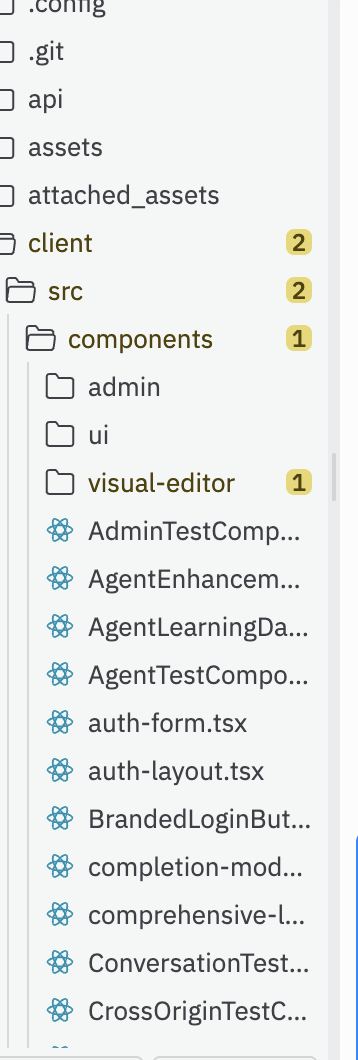 .config
.git
api
assets
attached_assets
client 2
src 2
components 1
admin
ui
visual-editor 1
AdminTestComp...
AgentEnhancem...
AgentLearningDa...
AgentTestCompo...
auth-form.tsx
auth-layout.tsx
BrandedLoginBut...
completion-mod...
comprehensive-l...
ConversationTest...
CrossOriginTestC...